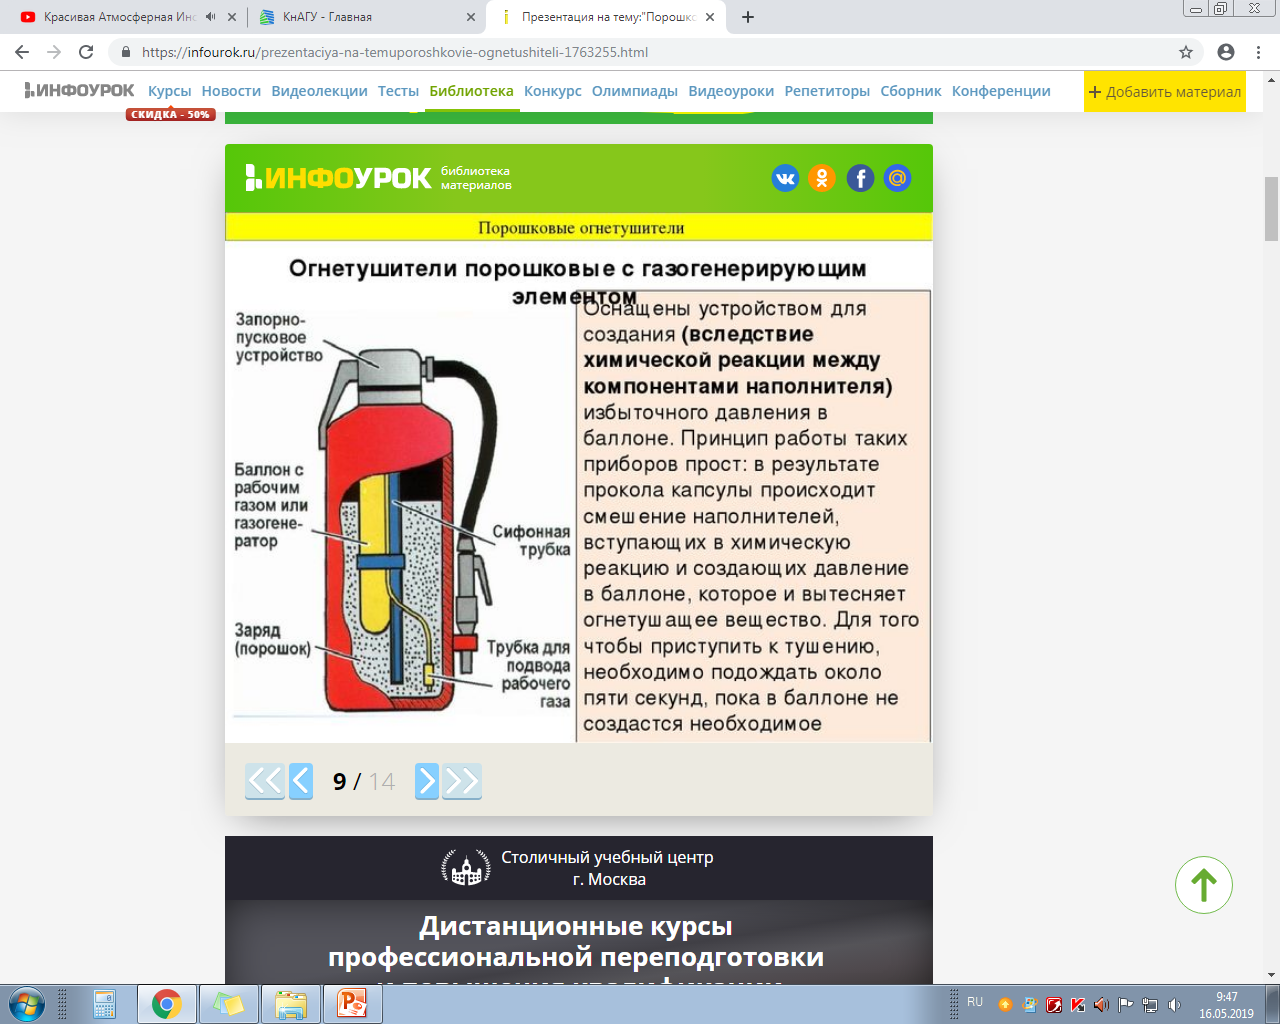 Красивая Атмосферная Инс
КнАГУ - Главная
Презентация на тему:"Порошко
https://infourok.ru/prezentaciya-na-temuporoshkovie-ognetushiteli-1763255.html
ИНФОУРОК
Курсы Новости Видеолекции Тесты Библиотека Конкурс Олимпиады Видеоуроки Репетиторы Сборник Конференции
+ Добавить материал
СКИДКА - 50%
ИНФОУРОК
библиотека
материалов
Порошковые огнетушители
Огнетушители порошковые с газогенерирующим
элементом
Запорно-
пусковое
устройство
Баллон с
рабочим
газом или
газогене-
ратор
Сифонная
трубка
Заряд
(порошок)
Трубка для
подвода
рабочего
газа
Оснащены устройством для
создания (вследствие
химической реакции между
компонентами наполнителя)
избыточного давления в
баллоне. Принцип работы таких
приборов прост: в результате
прокола капсулы происходит
смешение наполнителей,
вступающих в химическую
реакцию и создающих давление
в баллоне, которое и вытесняет
огнетушащее вещество. Для того
чтобы приступить к тушению,
необходимо подождать около
пяти секунд, пока в баллоне не
создастся необходимое
9 / 14
Столичный учебный центр
г. Москва
Дистанционные курсы
профессиональной переподготовки
и повышения квалификации
RU
9:47
16.05.2019